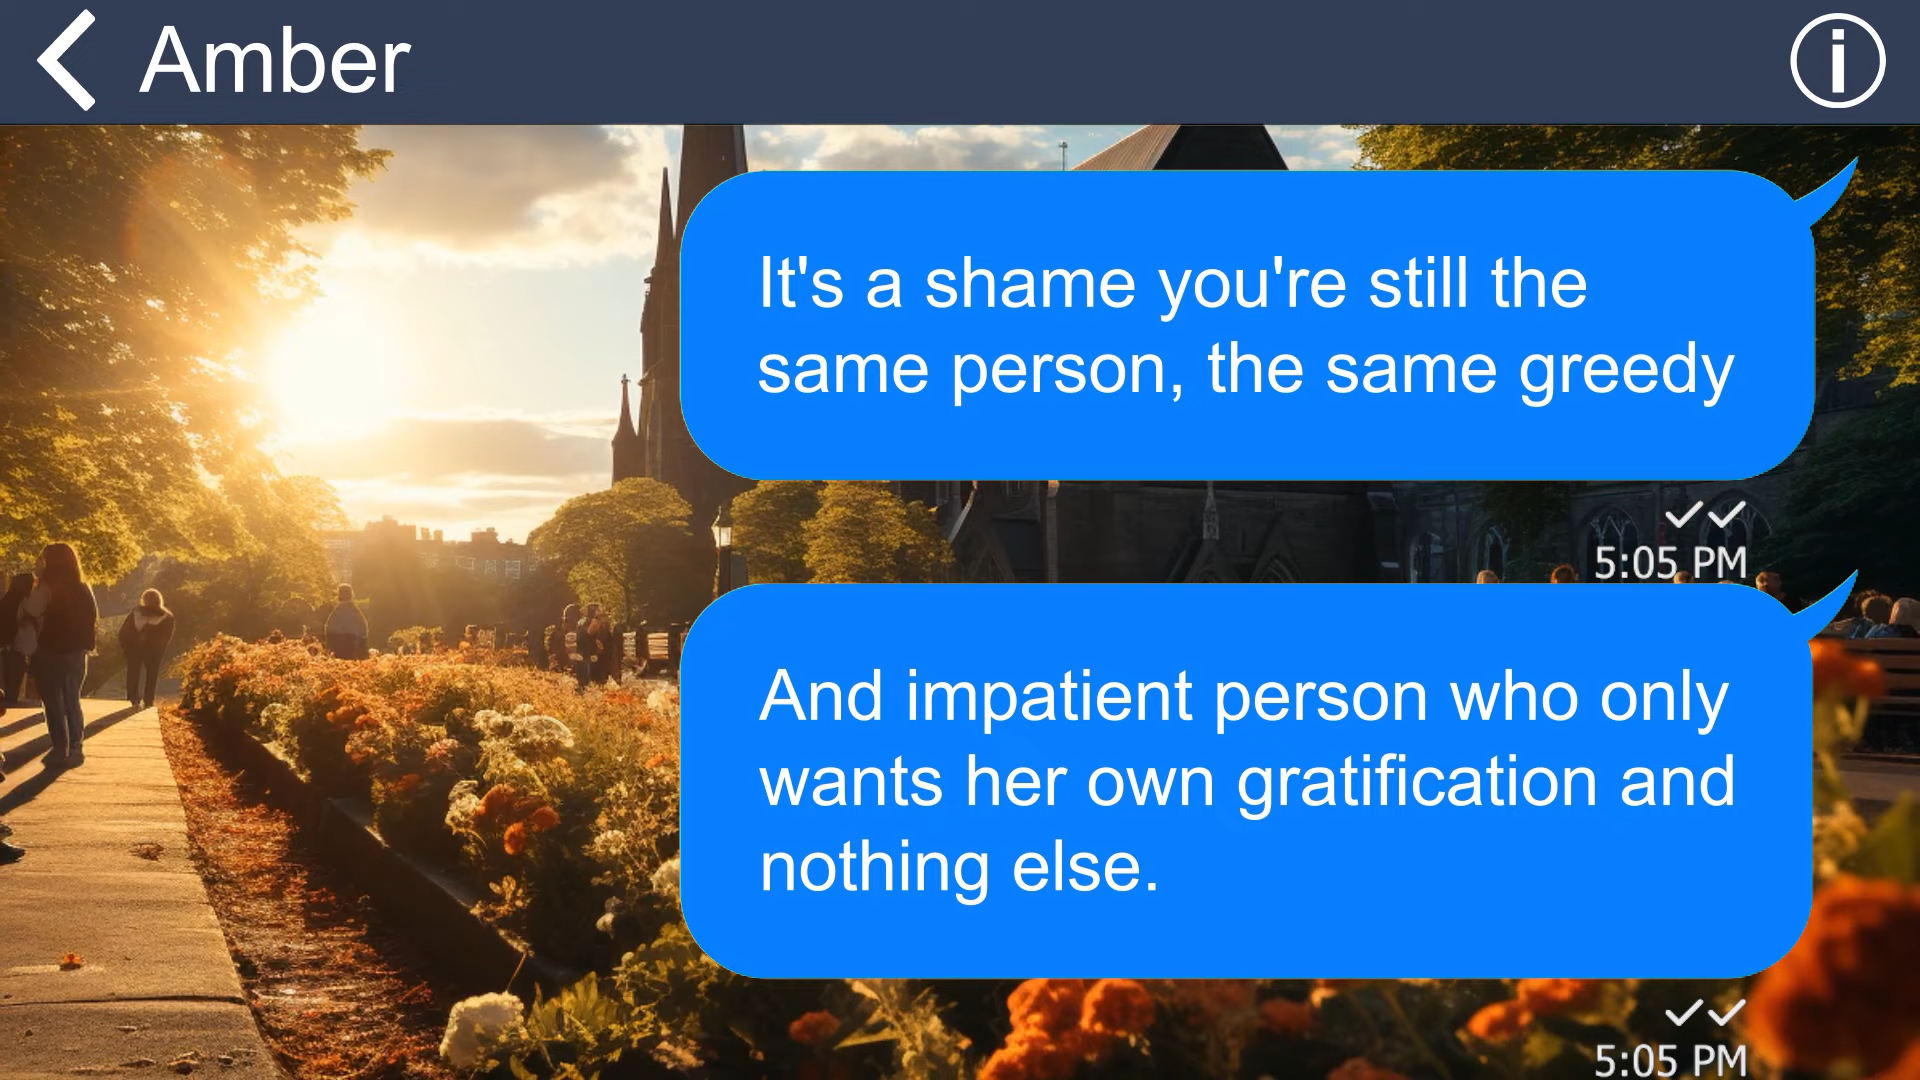 Amber
It's a shame you're still the
same person, the same greedy
5:05 PM
And impatient person who only
wants her own gratification and
nothing else.
5:05 PM